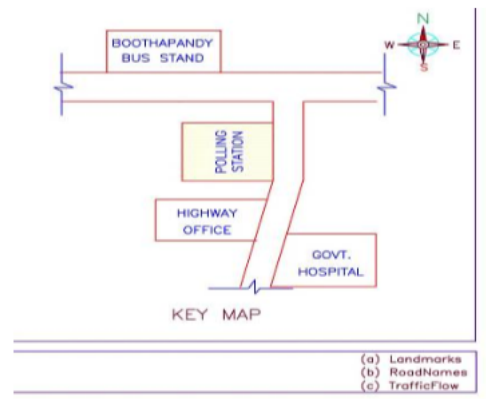 N
W E
S
BOOTHAPANDY
BUS STAND
POLLING
STATION
HIGHWAY
OFFICE
GOVT.
HOSPITAL
KEY MAP
(a) Landmarks
(b) RoadNames
(c) TrafficFlow